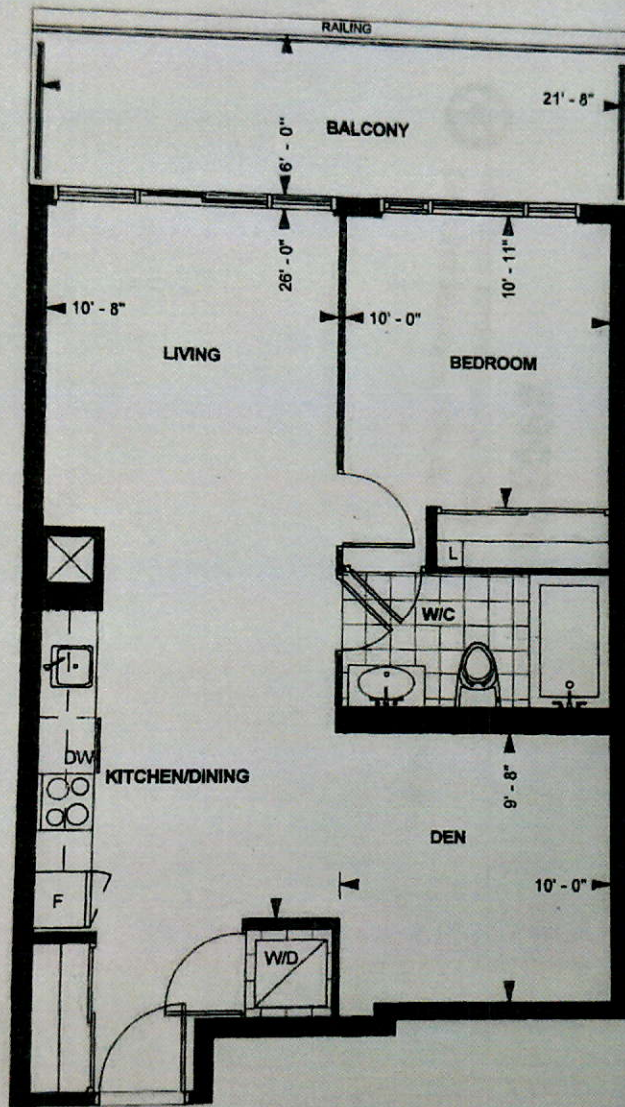 RAILING
21' - 8"
BALCONY
6' - 0"
26' - 0"
10' - 11"
10' - 8"
10' - 0"
LIVING
BEDROOM
L
W/C
DW
KITCHEN/DINING
9' - 8"
DEN
F
10' - 0"
W/D